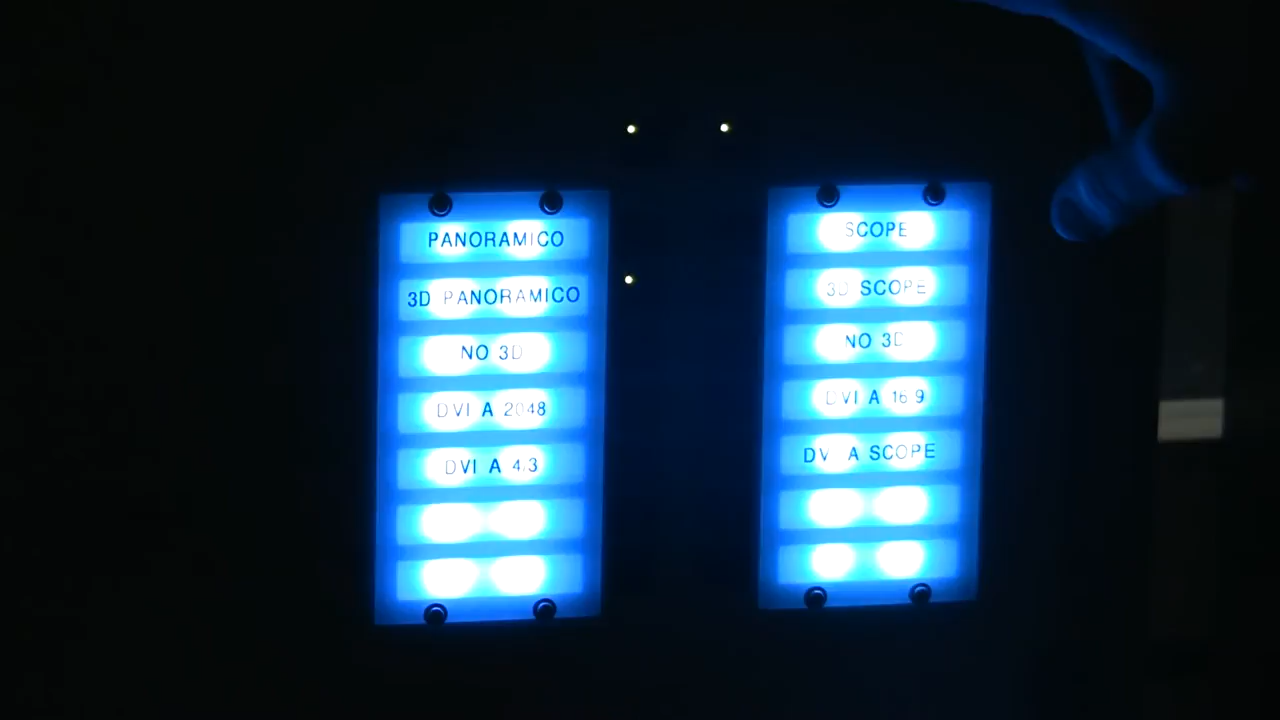 PANORAMICO
3D PANORAMICO
NO 3D
DVI A 2048
DVI A 4:3
SCOPE
3D SCOPE
NO 3D
DVI A 16:9
DVI A SCOPE